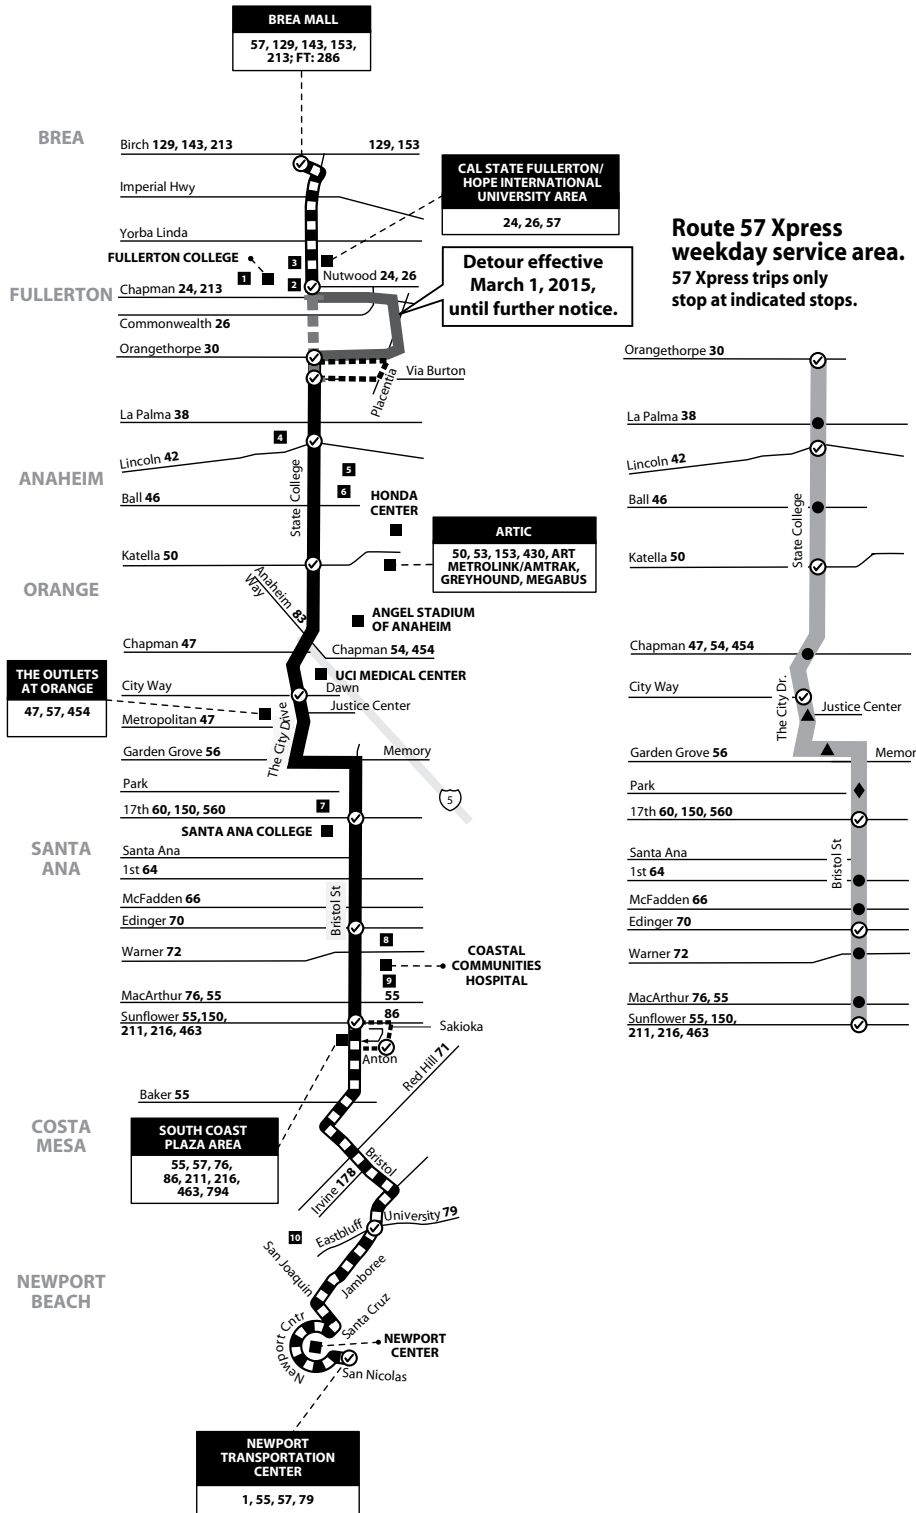 BREA MALL
57, 129, 143, 153,
213; FT: 286
BREA
Birch 129, 143, 213
129, 153
Imperial Hwy
CAL STATE FULLERTON/
HOPE INTERNATIONAL
UNIVERSITY AREA
24, 26, 57
Yorba Linda
FULLERTON COLLEGE
3
1
2
Nutwood 24, 26
Detour effective
March 1, 2015,
until further notice.
FULLERTON
Chapman 24, 213
Commonwealth 26
Orangethorpe 30
Placentia
Via Burton
La Palma 38
4
Lincoln 42
ANAHEIM
State College
5
6
Ball 46
HONDA
CENTER
ARTIC
50, 53, 153, 430, ART
METROLINK/AMTRAK,
GREYHOUND, MEGABUS
Katella 50
ORANGE
Anaheim 83
Way
ANGEL STADIUM
OF ANAHEIM
Chapman 47
Chapman 54, 454
THE OUTLETS
AT ORANGE
47, 57, 454
UCI MEDICAL CENTER
City Way
Dawn
Justice Center
Metropolitan 47
The City Drive
Garden Grove 56
Memory
Park
5
17th 60, 150, 560
7
SANTA ANA COLLEGE
SANTA
ANA
Santa Ana
1st 64
Bristol St
McFadden 66
Edinger 70
8
Warner 72
COASTAL
COMMUNITIES
HOSPITAL
9
MacArthur 76, 55
55
Sunflower 55,150,
211, 216, 463
86
Sakioka
Anton
Red Hill 71
Baker 55
COSTA
MESA
SOUTH COAST
PLAZA AREA
55, 57, 76,
86, 211, 216,
463, 794
Bristol
Irvine 178
University 79
10
Eastbluff
San Joaquin
Jamboree
NEWPORT
BEACH
Santa Cruz
Newport Cntr
NEWPORT
CENTER
San Nicolas
NEWPORT
TRANSPORTATION
CENTER
1, 55, 57, 79
Route 57 Xpress
weekday service area.
57 Xpress trips only
stop at indicated stops.
Orangethorpe 30
La Palma 38
Lincoln 42
Ball 46
State College
Katella 50
Chapman 47, 54, 454
City Way
The City Dr.
Justice Center
Garden Grove 56
Memor
Park
17th 60, 150, 560
Santa Ana
Bristol St
1st 64
McFadden 66
Edinger 70
Warner 72
MacArthur 76, 55
Sunflower 55, 150,
211, 216, 463